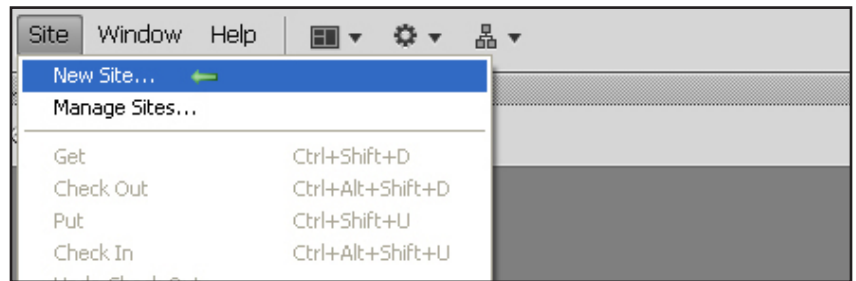 Site Window Help
New Site...
Manage Sites...
Get Ctrl+Shift+D
Check Out Ctrl+Alt+Shift+D
Put Ctrl+Shift+U
Check In Ctrl+Alt+Shift+U